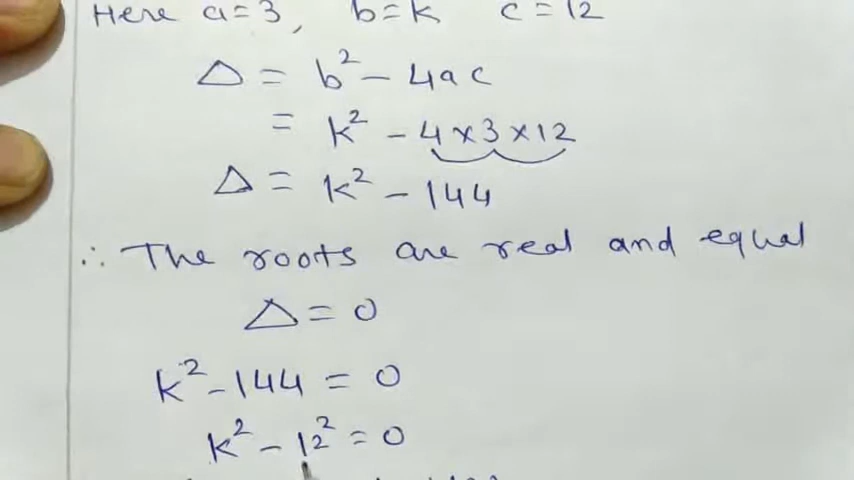 Here a=3, b=k c=12
△ = b² - 4ac
= k² - 4×3×12
△ = k² - 144
∴ The roots are real and equal
△ = 0
k² - 144 = 0
k² - 12² = 0